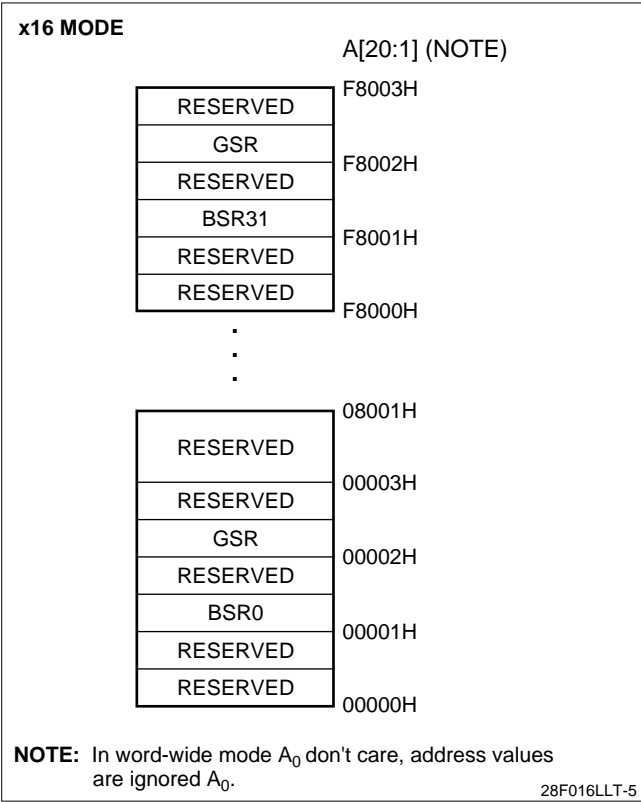 x16 MODE
A[20:1] (NOTE)
F8003H
RESERVED
GSR
F8002H
RESERVED
BSR31
F8001H
RESERVED
RESERVED
F8000H
.
.
.
08001H
RESERVED
00003H
RESERVED
GSR
00002H
RESERVED
BSR0
00001H
RESERVED
RESERVED
00000H
NOTE: In word-wide mode A0 don't care, address values
are ignored A0.
28F016LLT-5